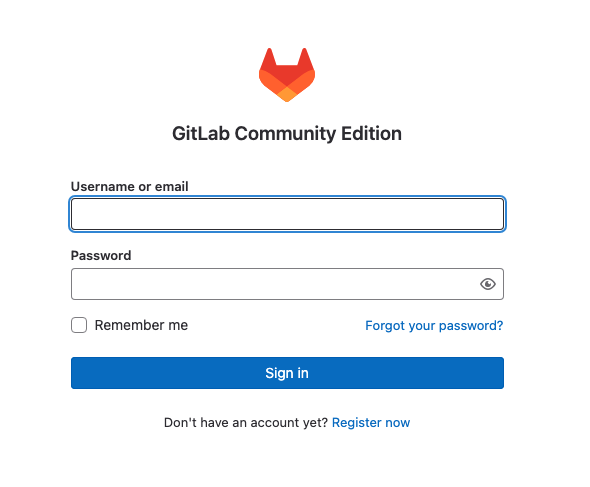 GitLab Community Edition
Username or email
Password
Remember me Forgot your password?
Sign in
Don't have an account yet? Register now